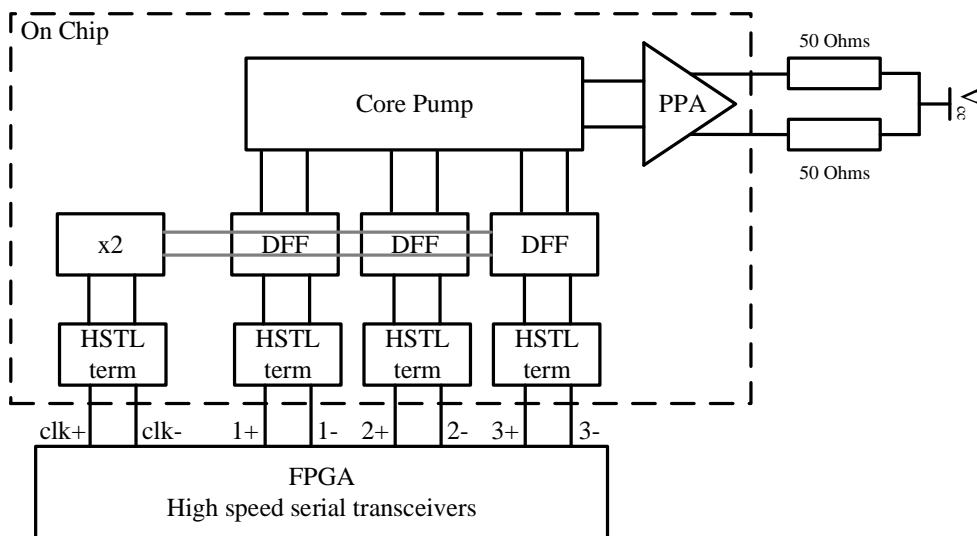 On Chip
50 Ohms
Core Pump
PPA
Vcc
50 Ohms
x2
DFF
DFF
DFF
HSTL
term
HSTL
term
HSTL
term
HSTL
term
clk+
clk-
1+
1-
2+
2-
3+
3-
FPGA
High speed serial transceivers